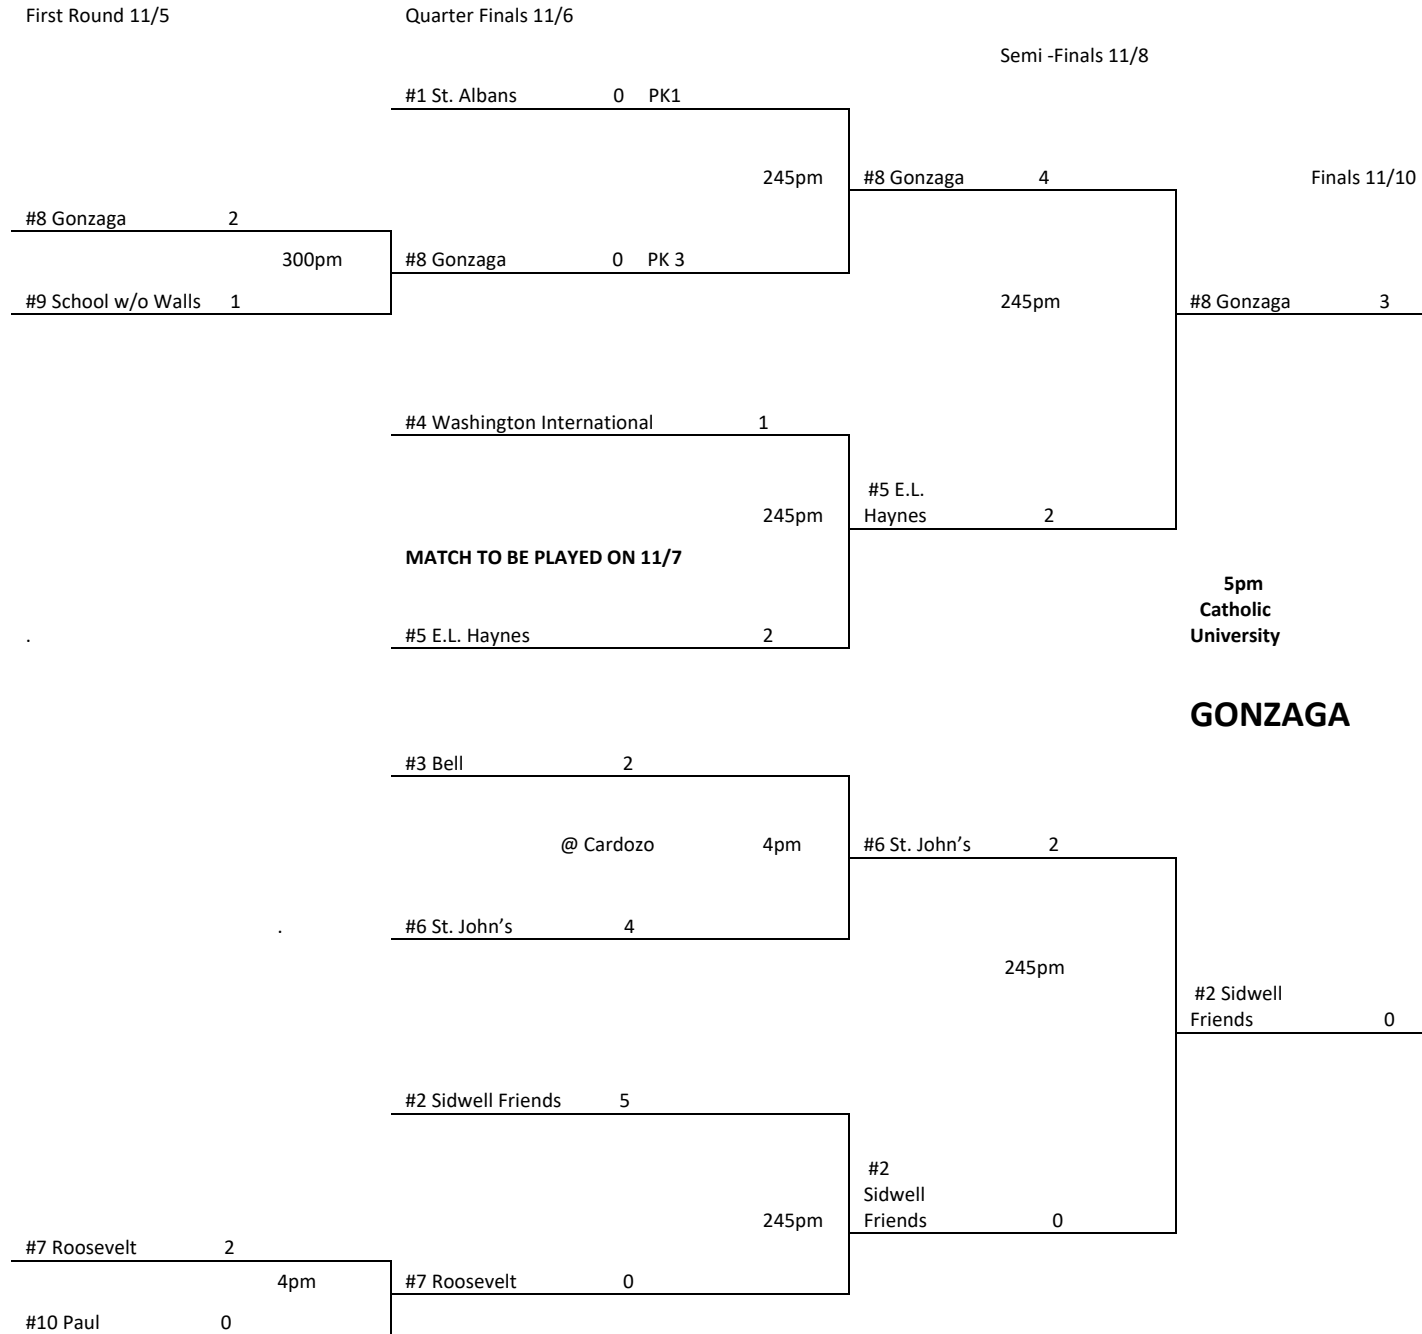 First Round 11/5
Quarter Finals 11/6
Semi -Finals 11/8
#1 St. Albans 0 PK1
245pm
#8 Gonzaga 4
Finals 11/10
#8 Gonzaga 2
300pm
#8 Gonzaga 0 PK 3
#9 School w/o Walls 1
245pm
#8 Gonzaga 3
#4 Washington International 1
#5 E.L.
Haynes 2
245pm
MATCH TO BE PLAYED ON 11/7
5pm
Catholic
University
.
#5 E.L. Haynes 2
GONZAGA
#3 Bell 2
@ Cardozo 4pm
#6 St. John’s 2
.
#6 St. John’s 4
245pm
#2 Sidwell
Friends 0
#2 Sidwell Friends 5
#2
Sidwell
Friends 0
245pm
#7 Roosevelt 2
4pm
#7 Roosevelt 0
#10 Paul 0